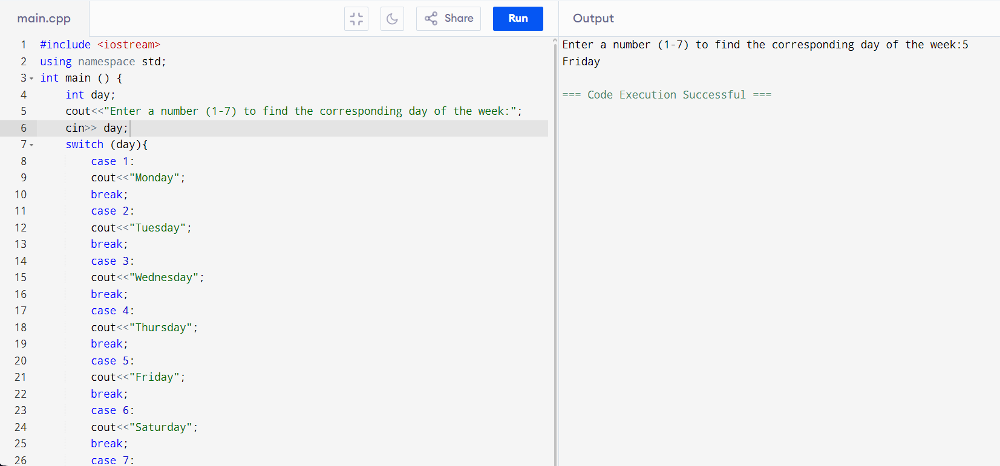 main.cpp
Share
Run
Output
1 #include <iostream>
2 using namespace std;
3 int main () {
4 int day;
5 cout<<"Enter a number (1-7) to find the corresponding day of the week:";
6 cin>> day;
7 switch (day){
8 case 1:
9 cout<<"Monday";
10 break;
11 case 2:
12 cout<<"Tuesday";
13 break;
14 case 3:
15 cout<<"Wednesday";
16 break;
17 case 4:
18 cout<<"Thursday";
19 break;
20 case 5:
21 cout<<"Friday";
22 break;
23 case 6:
24 cout<<"Saturday";
25 break;
26 case 7:
Enter a number (1-7) to find the corresponding day of the week:5
Friday
=== Code Execution Successful ===